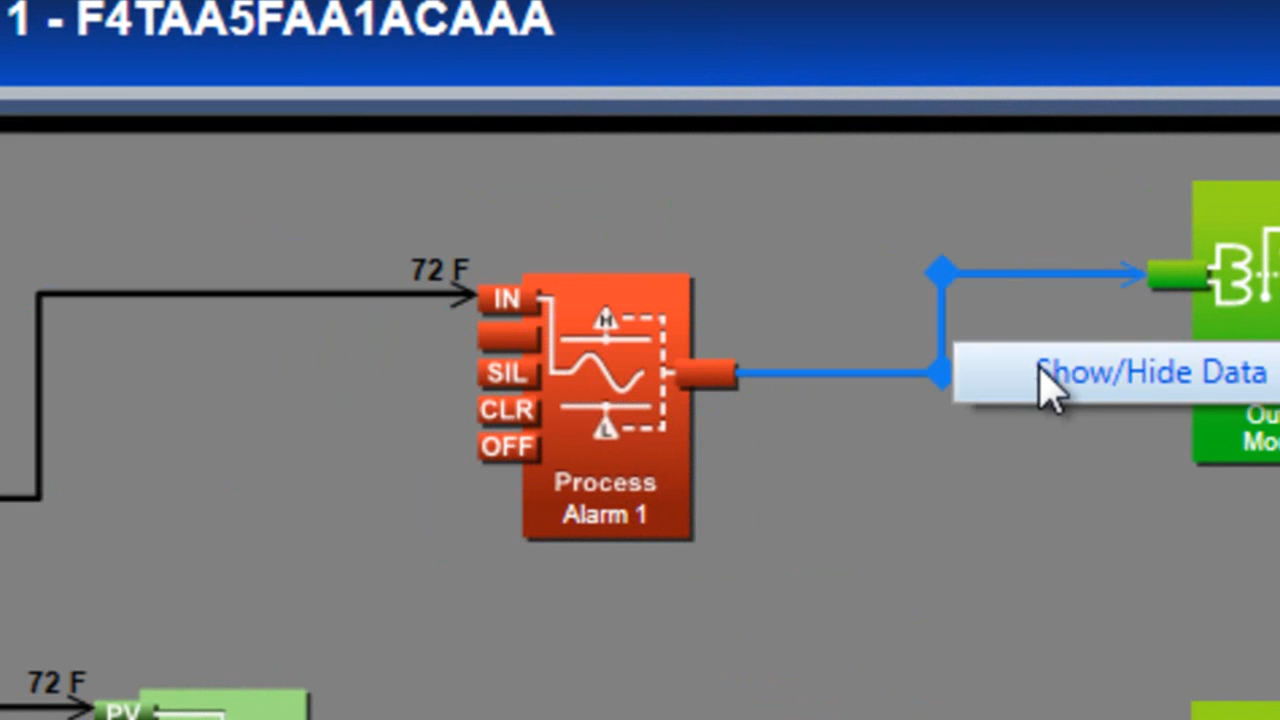 1 - F4TAA5FAA1ACAAA
72 F
IN
H
SIL
CLR
OFF
L
Process
Alarm 1
Show/Hide Data
72 F
PV